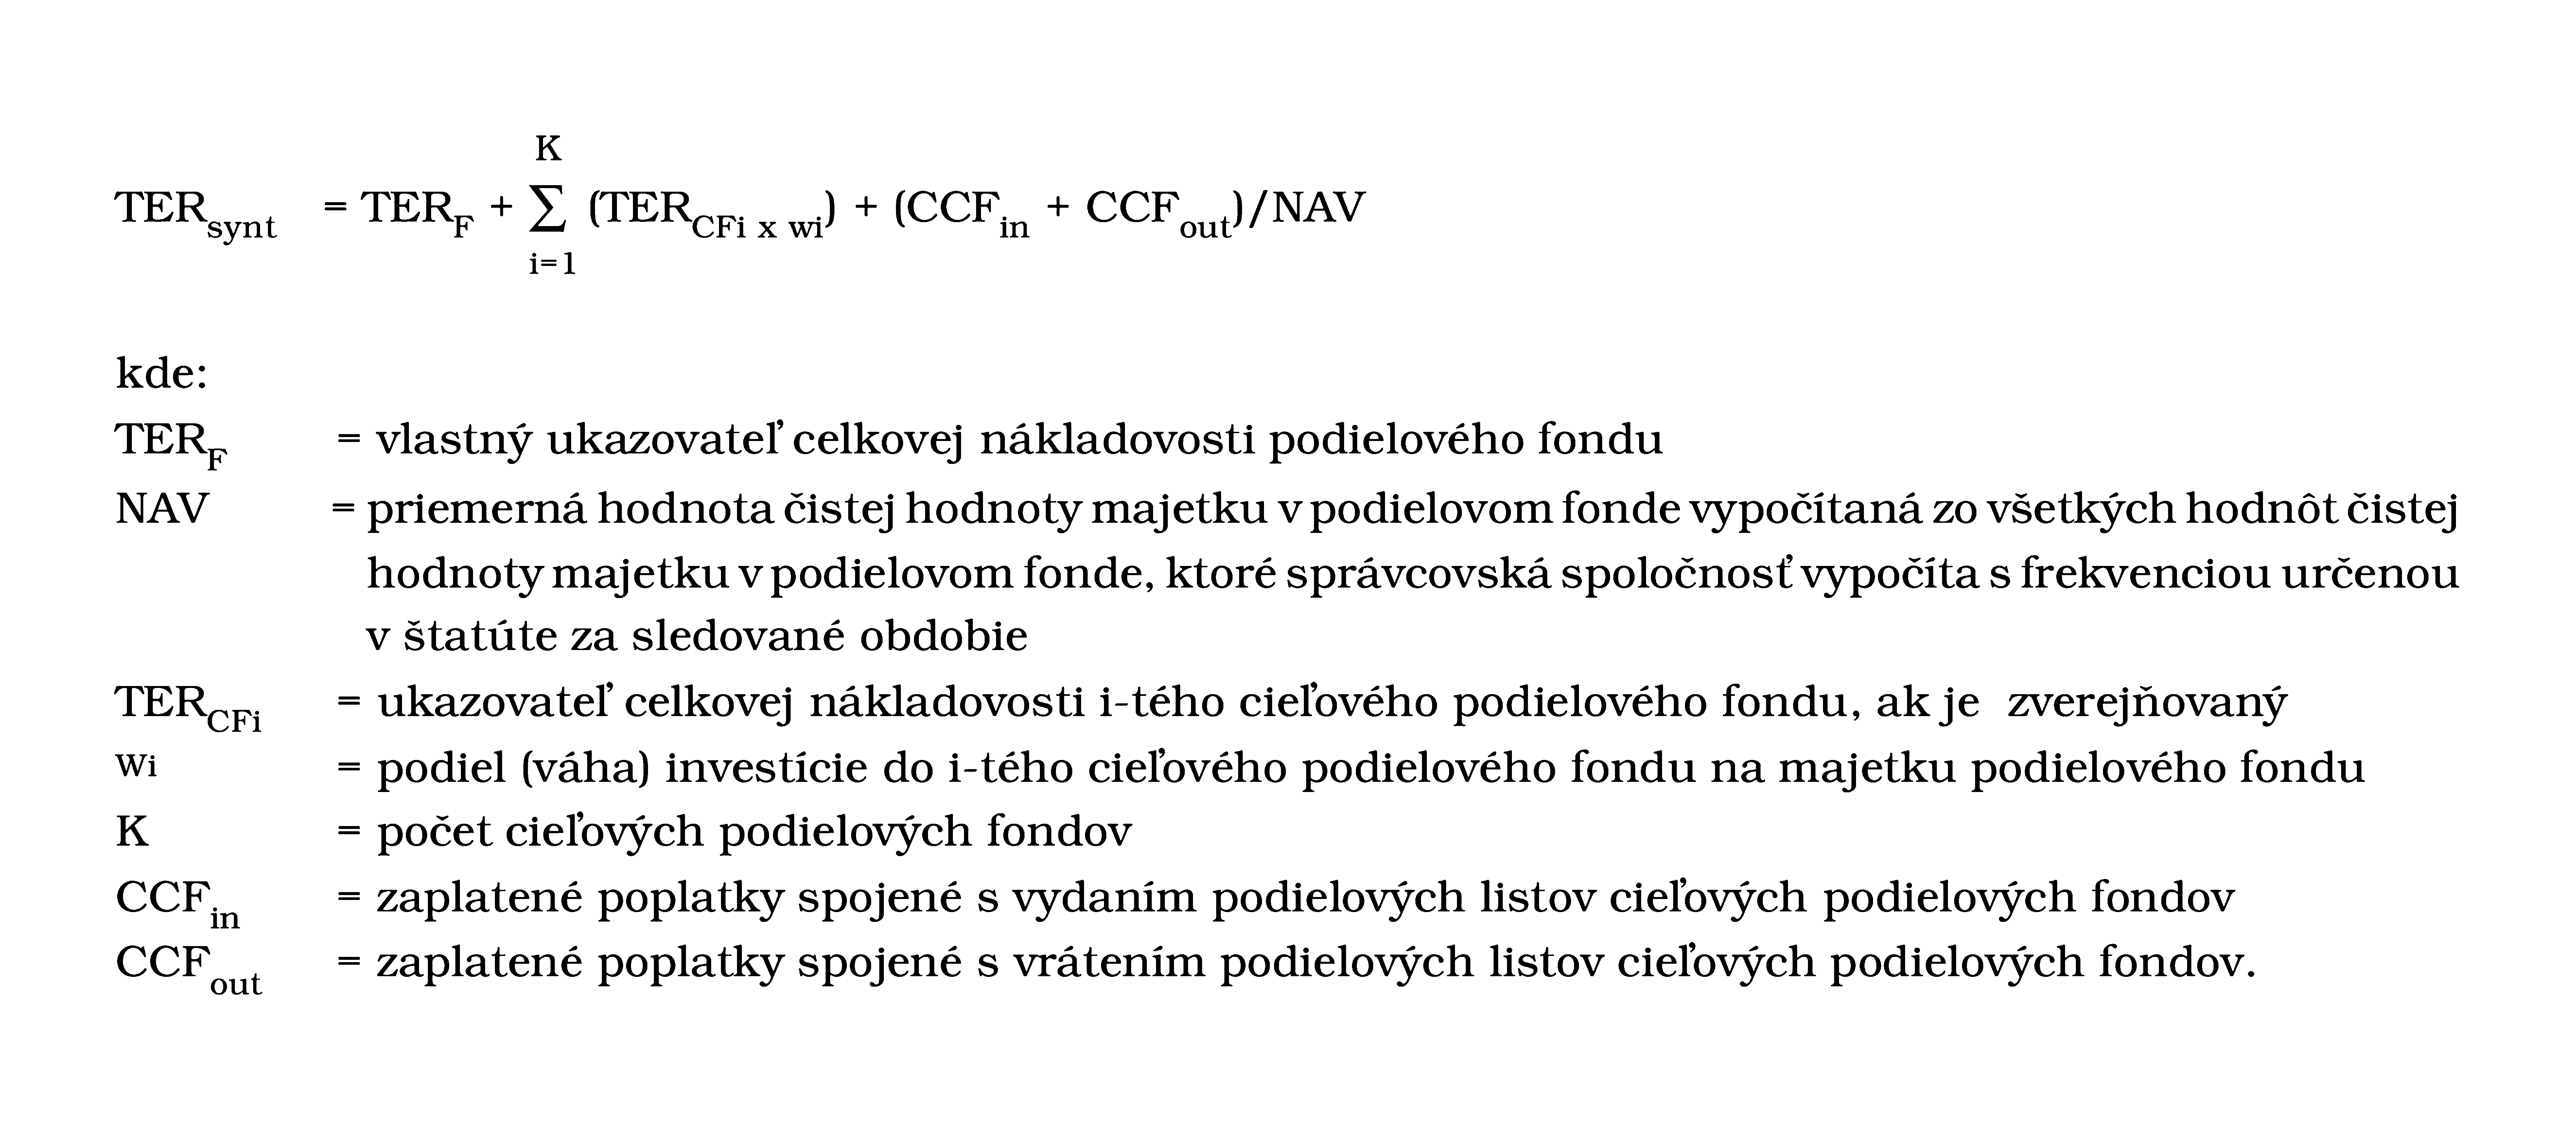 K
TERsynt = TERF + Σ (TERCFi x wi) + (CCFin + CCFout)/NAV
i=1
kde:
TERF = vlastný ukazovateľ celkovej nákladovosti podielového fondu
NAV = priemerná hodnota čistej hodnoty majetku v podielovom fonde vypočítaná zo všetkých hodnôt čistej
hodnoty majetku v podielovom fonde, ktoré správcovská spoločnosť vypočíta s frekvenciou určenou
v štatúte za sledované obdobie
TERCFi = ukazovateľ celkovej nákladovosti i-tého cieľového podielového fondu, ak je zverejňovaný
wi = podiel (váha) investície do i-tého cieľového podielového fondu na majetku podielového fondu
K = počet cieľových podielových fondov
CCFin = zaplatené poplatky spojené s vydaním podielových listov cieľových podielových fondov
CCFout = zaplatené poplatky spojené s vrátením podielových listov cieľových podielových fondov.